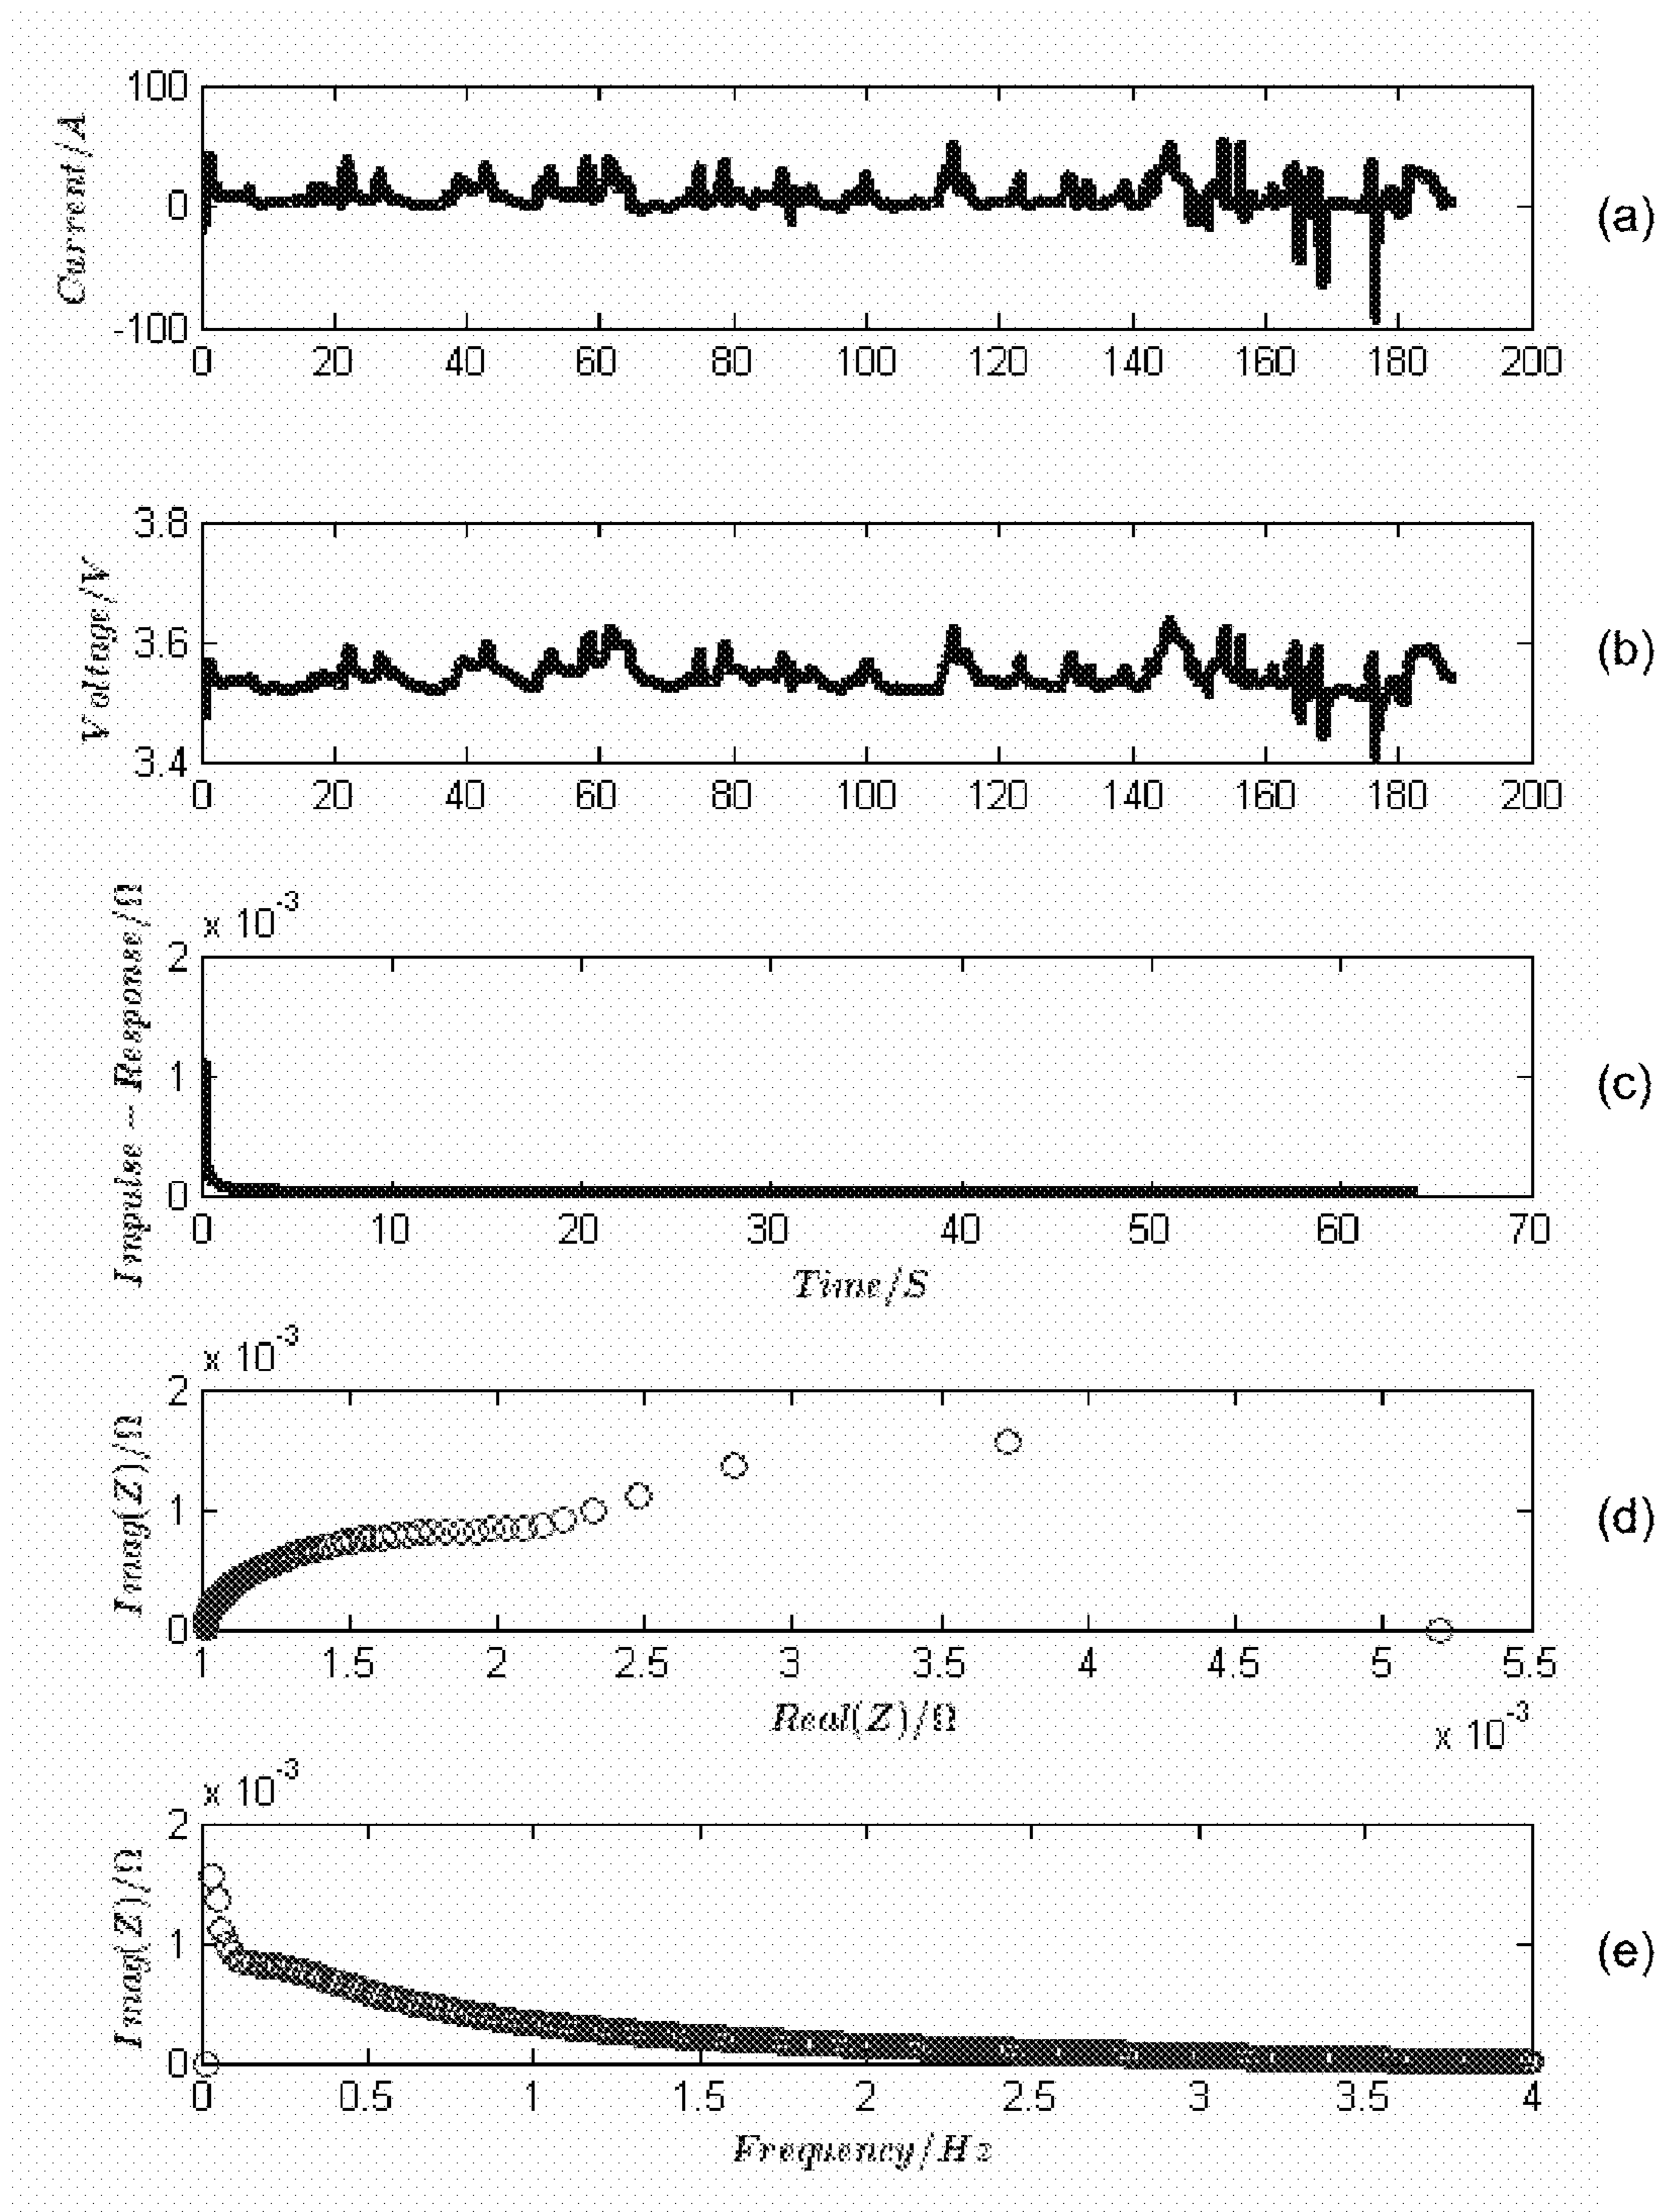 100
0
-100
Current/A
0 20 40 60 80 100 120 140 160 180 200
(a)
3.8
3.6
3.4
Voltage/V
0 20 40 60 80 100 120 140 160 180 200
(b)
x 10-3
2
1
0
Impulse - Response/Ω
0 10 20 30 40 50 60 70
Time/S
(c)
x 10-3
2
1
0
Imag(Z)/Ω
1 1.5 2 2.5 3 3.5 4 4.5 5 5.5
Real(Z)/Ω
x 10-3
(d)
x 10-3
2
1
0
Imag(Z)/Ω
0 0.5 1 1.5 2 2.5 3 3.5 4
Frequency/Hz
(e)